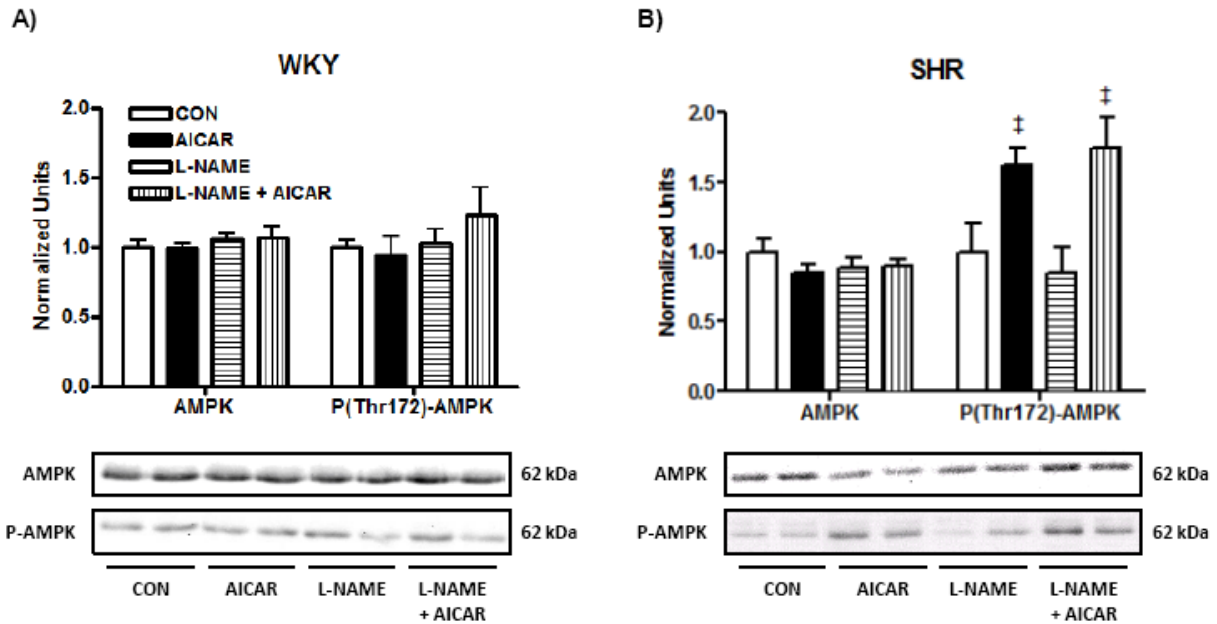 A)
WKY
Normalized Units
2.0
1.5
1.0
0.5
0.0
CON
AICAR
L-NAME
L-NAME + AICAR
AMPK
P(Thr172)-AMPK
AMPK
62 kDa
P-AMPK
62 kDa
CON
AICAR
L-NAME
L-NAME
+ AICAR
B)
SHR
Normalized Units
2.0
1.5
1.0
0.5
0.0
‡
‡
AMPK
P(Thr172)-AMPK
AMPK
62 kDa
P-AMPK
62 kDa
CON
AICAR
L-NAME
L-NAME
+ AICAR